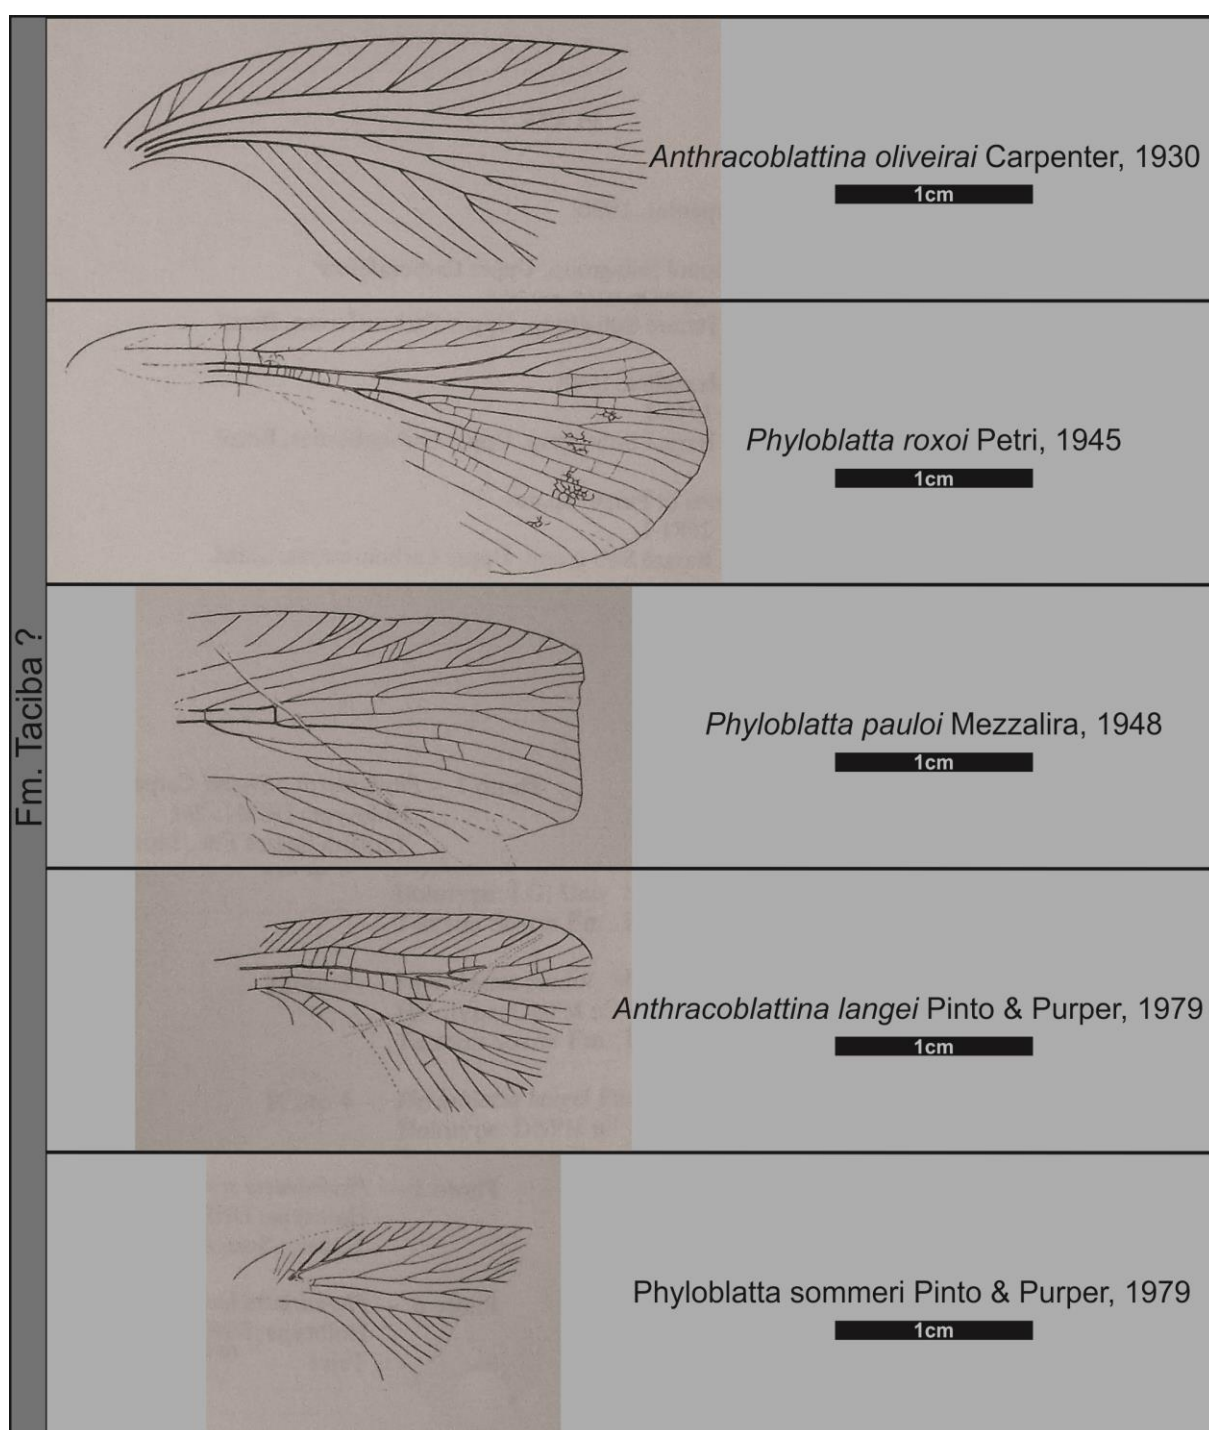 Fm. Taciba ?
Anthracoblattina oliveirai Carpenter, 1930
1cm
Phyloblatta roxoi Petri, 1945
1cm
Phyloblatta pauloi Mezzalira, 1948
1cm
Anthracoblattina langei Pinto & Purper, 1979
1cm
Phyloblatta sommeri Pinto & Purper, 1979
1cm